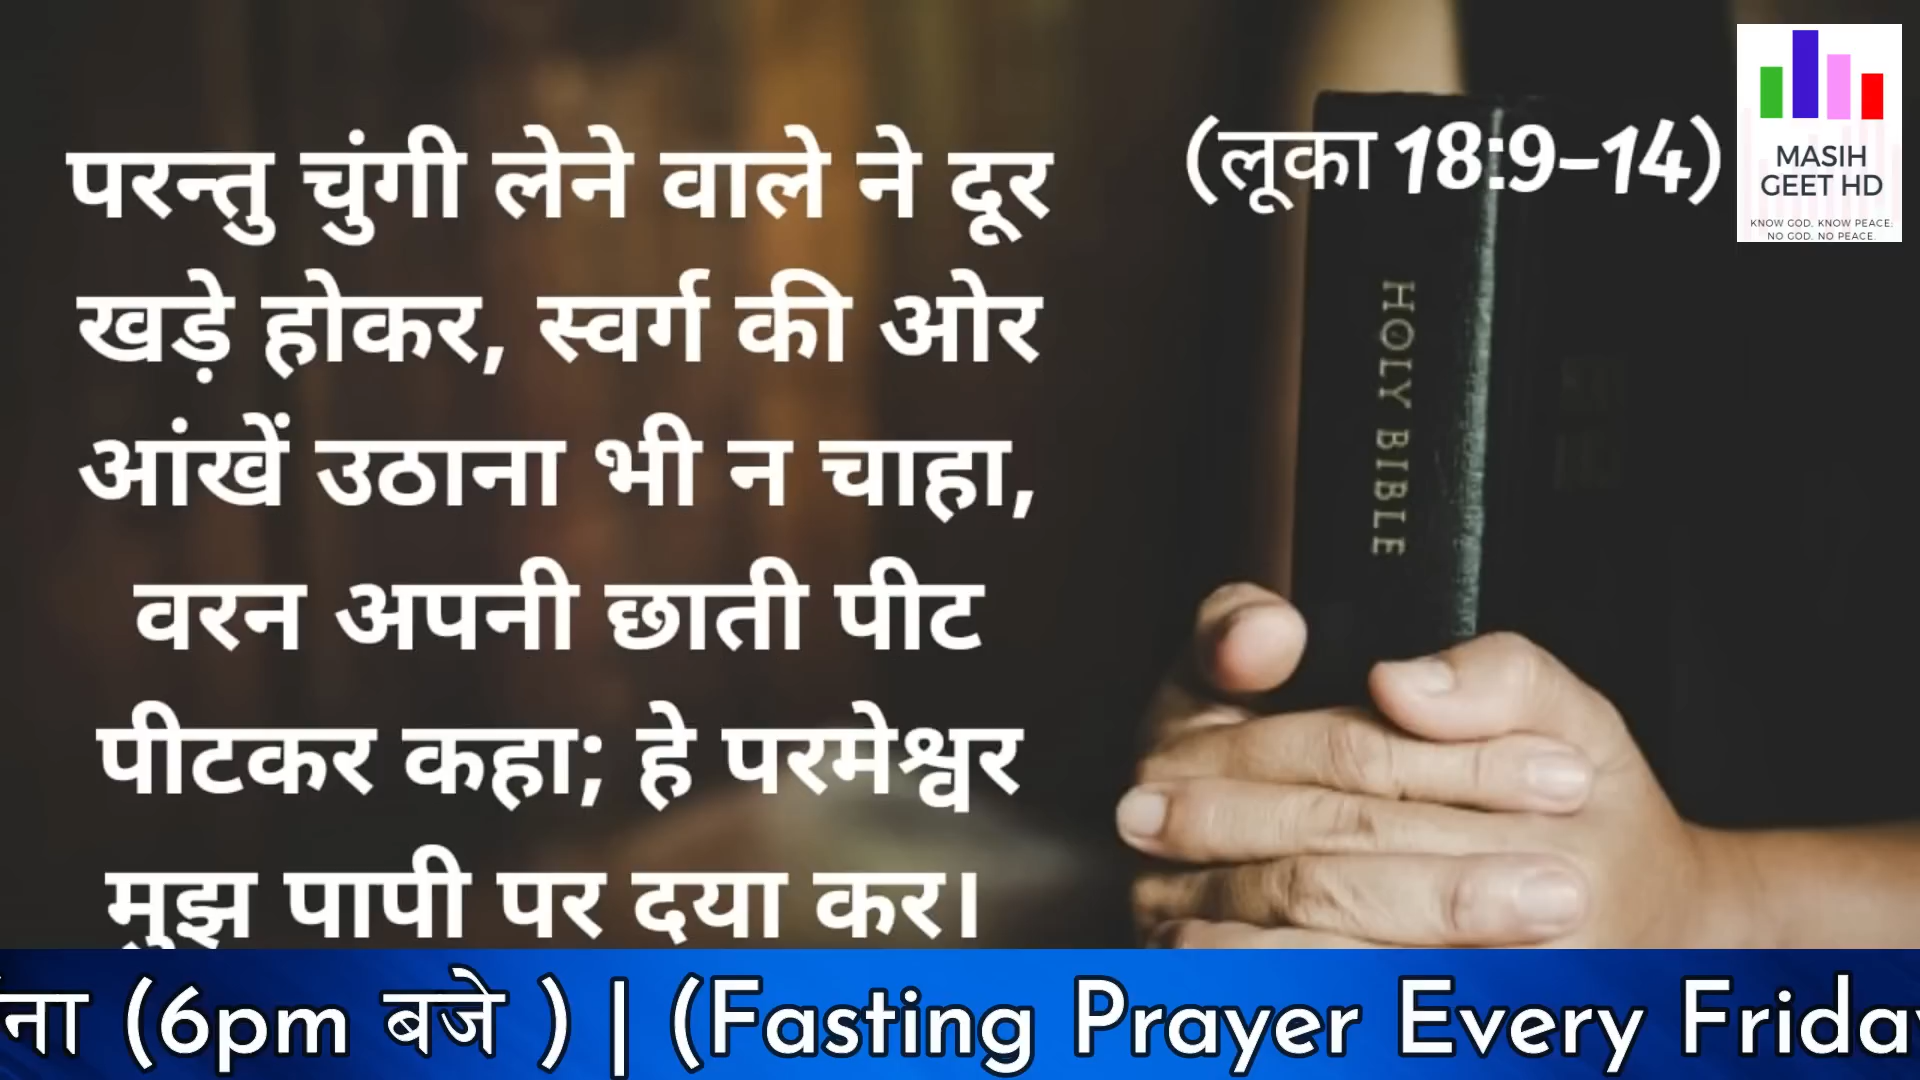 परन्तु चुंगी लेने वाले ने दूर
खड़े होकर, स्वर्ग की ओर
आंखें उठाना भी न चाहा,
वरन अपनी छाती पीट
पीटकर कहा; हे परमेश्वर
मुझ पापी पर दया कर।
(लूका 18:9-14)
HOLY BIBLE
MASIH
GEET HD
KNOW GOD. KNOW PEACE:
NO GOD. NO PEACE
(6pm बजे ) | (Fasting Prayer Every